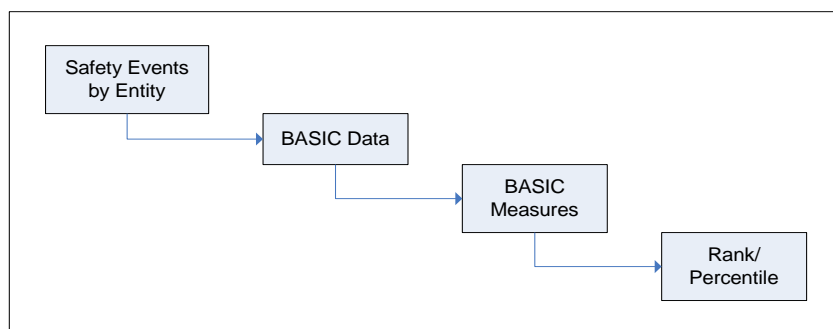 Safety Events
by Entity
BASIC Data
BASIC
Measures
Rank/
Percentile